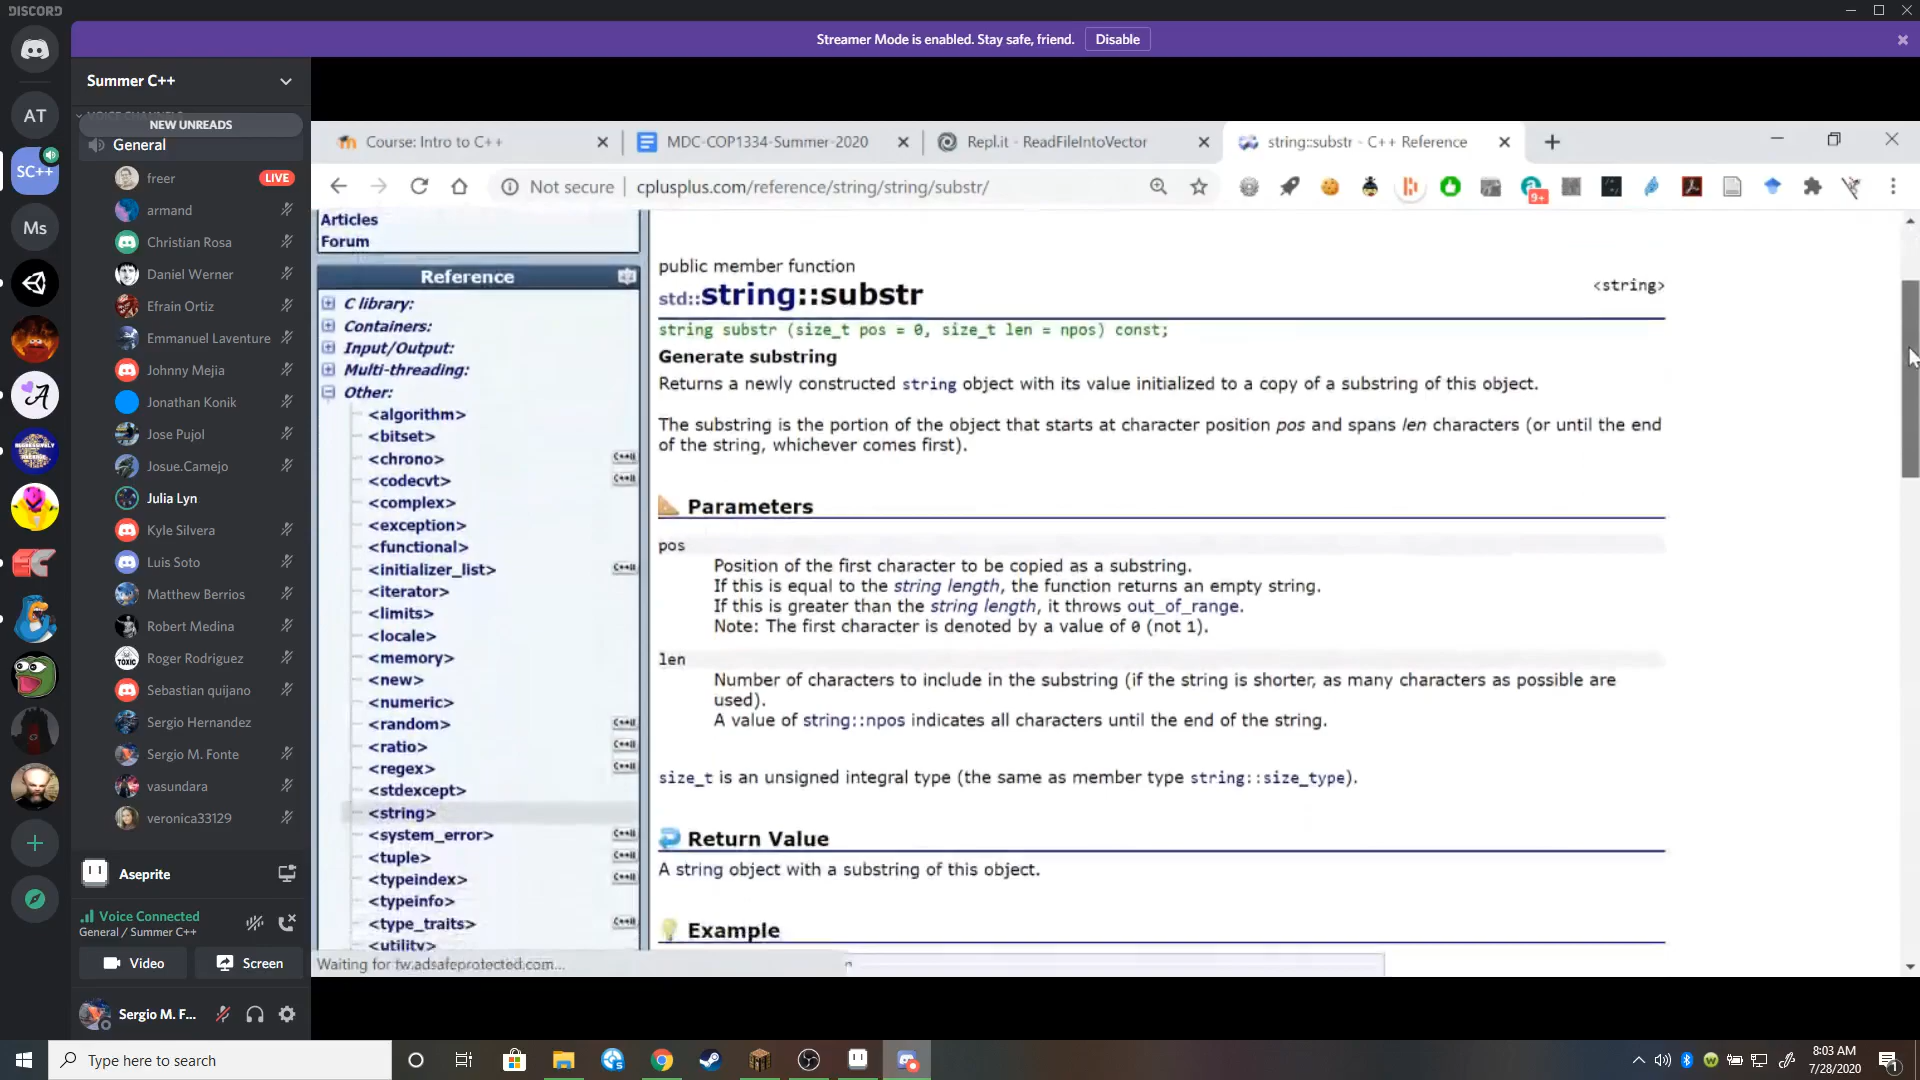 DISCORD
Streamer Mode is enabled. Stay safe, friend.
Disable
AT
SC++
Ms
Summer C++
NEW UNREADS
General
freer
LIVE
armand
Christian Rosa
Daniel Werner
Efrain Ortiz
Emmanuel Laventure
Johnny Mejia
Jonathan Konik
Jose Pujol
Josue.Camejo
Julia Lyn
Kyle Silvera
Luis Soto
Matthew Berrios
Robert Medina
TOXIC
Roger Rodriguez
Sebastian quijano
Sergio Hernandez
Sergio M. Fonte
vasundara
veronica33129
Aseprite
Voice Connected
General / Summer C++
Video
Screen
Sergio M. F...
Course: Intro to C++
MDC-COP1334-Summer-2020
Repl.it - ReadFileIntoVector
string::substr - C++ Reference
Not secure
cplusplus.com/reference/string/string/substr/
9+
Articles
Forum
Reference
C library:
Containers:
Input/Output:
Multi-threading:
Other:
<algorithm>
<bitset>
<chrono>
<codecvt>
<complex>
<exception>
<functional>
<initializer_list>
<iterator>
<limits>
<locale>
<memory>
<new>
<numeric>
<random>
<ratio>
<regex>
<stdexcept>
<string>
<system_error>
<tuple>
<typeindex>
<typeinfo>
<type_traits>
<utility>
Waiting for fw.adsafeprotected.com...
public member function
std::string::substr
<string>
string substr (size_t pos = 0, size_t len = npos) const;
Generate substring
Returns a newly constructed string object with its value initialized to a copy of a substring of this object.
The substring is the portion of the object that starts at character position pos and spans len characters (or until the end
of the string, whichever comes first).
Parameters
pos
Position of the first character to be copied as a substring.
If this is equal to the string length, the function returns an empty string.
If this is greater than the string length, it throws out_of_range.
Note: The first character is denoted by a value of 0 (not 1).
len
Number of characters to include in the substring (if the string is shorter, as many characters as possible are
used).
A value of string::npos indicates all characters until the end of the string.
size_t is an unsigned integral type (the same as member type string::size_type).
Return Value
A string object with a substring of this object.
Example
Type here to search
8:03 AM
7/28/2020
1